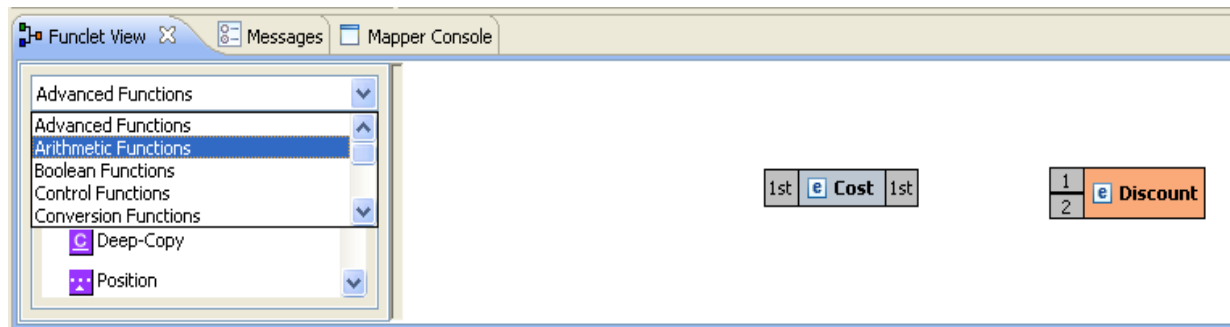 Funclet View Messages Mapper Console
Advanced Functions
Advanced Functions
Arithmetic Functions
Boolean Functions
Control Functions
Conversion Functions
C Deep-Copy
Position
1st e Cost 1st
1
2
e Discount